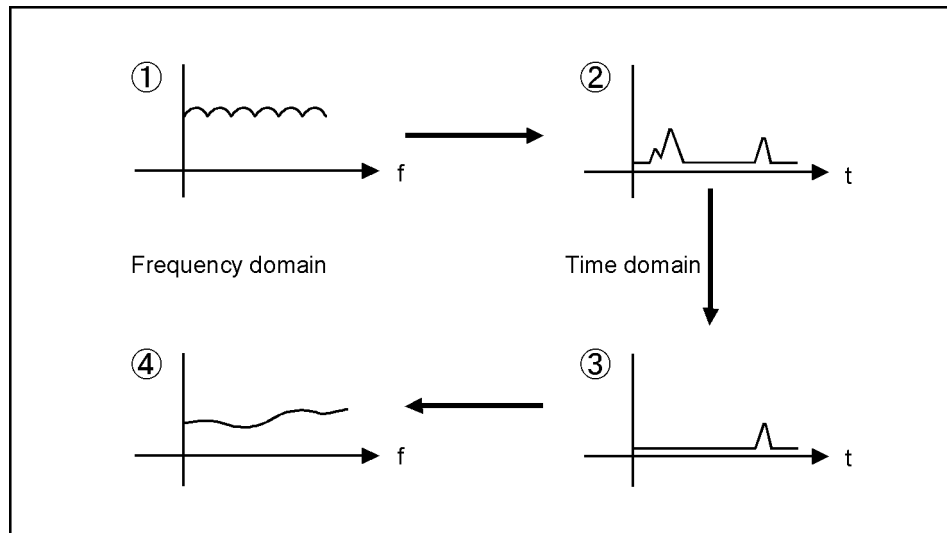 ①
②
f
t
Frequency domain
Time domain
④
③
f
t